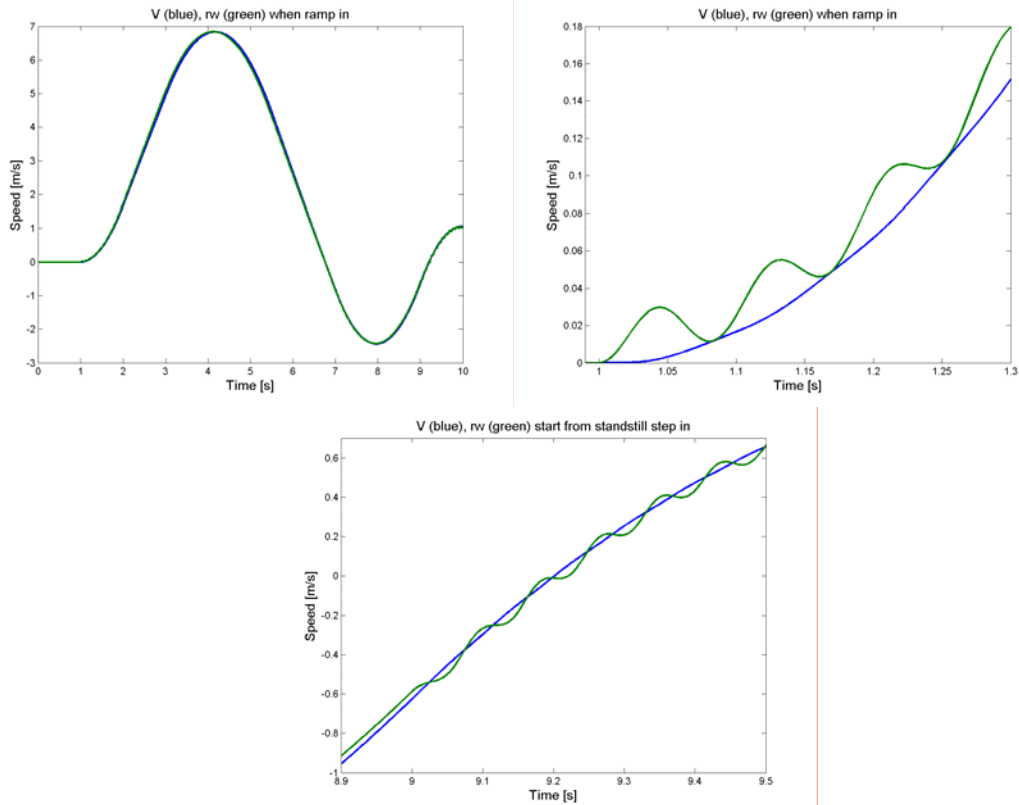 V (blue), rw (green) when ramp in
7
6
5
4
3
2
1
0
-1
-2
-3
Speed [m/s]
0 1 2 3 4 5 6 7 8 9 10
Time [s]
V (blue), rw (green) when ramp in
0.18
0.16
0.14
0.12
0.1
0.08
0.06
0.04
0.02
0
Speed [m/s]
1 1.05 1.1 1.15 1.2 1.25 1.3
Time [s]
V (blue), rw (green) start from standstill step in
0.6
0.4
0.2
0
-0.2
-0.4
-0.6
-0.8
-1
Speed [m/s]
8.9 9 9.1 9.2 9.3 9.4 9.5
Time [s]